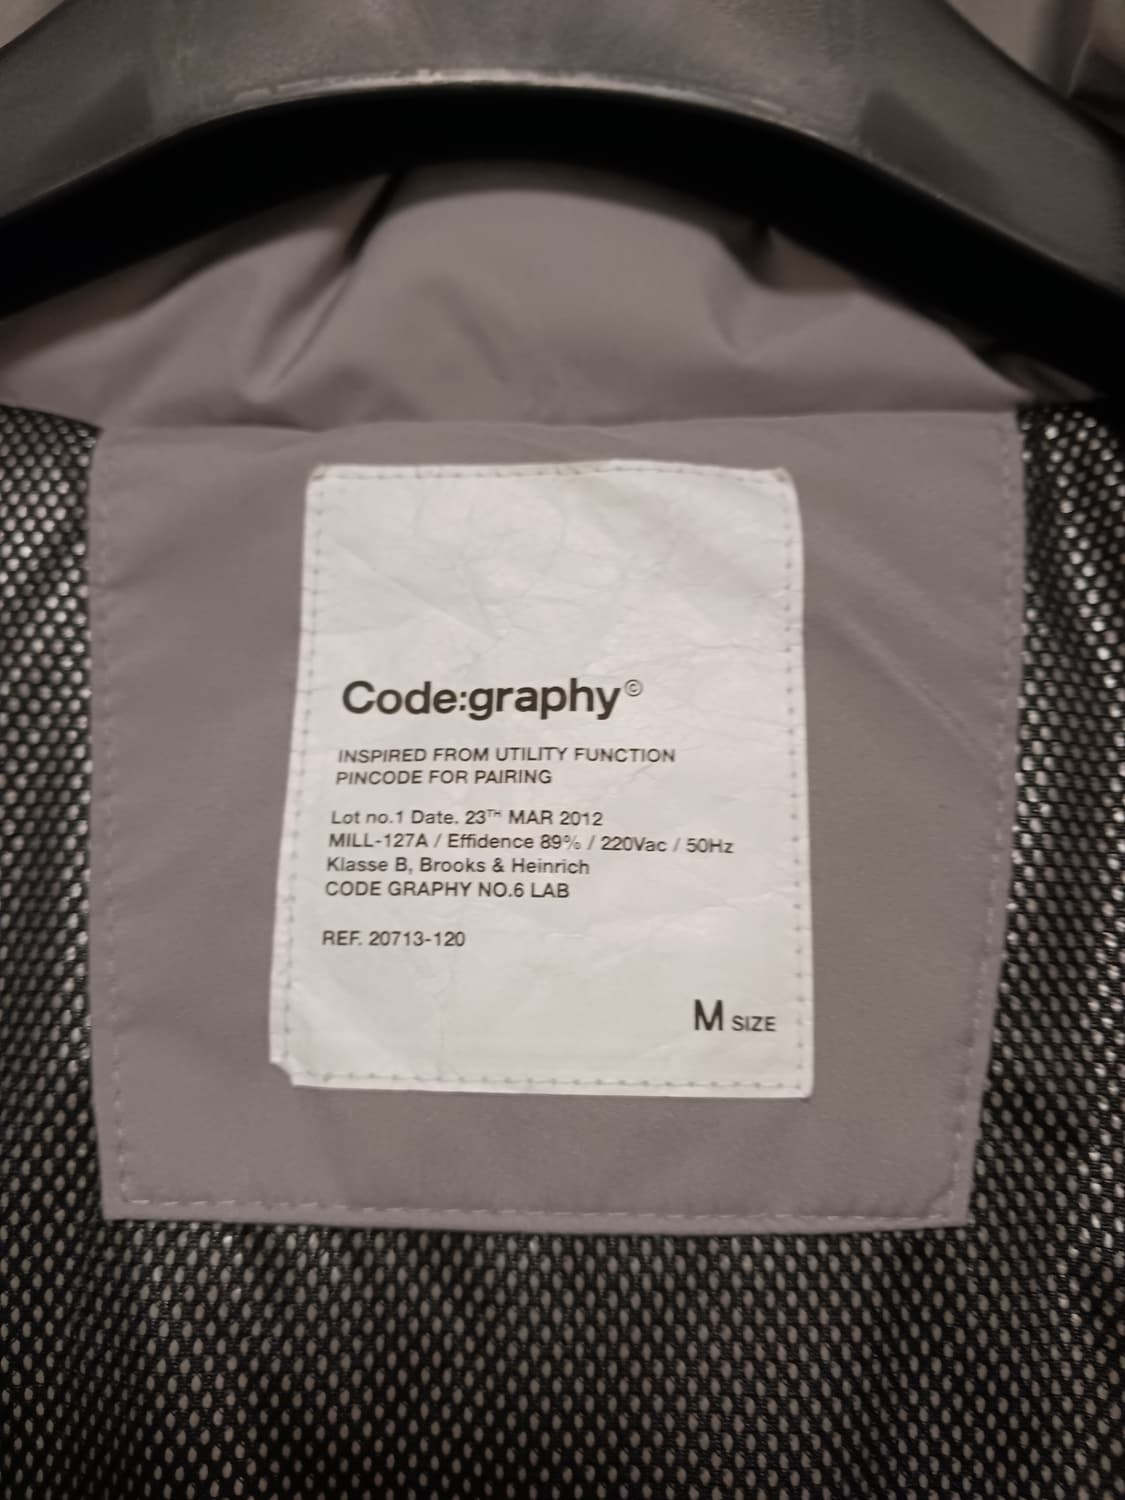 Code:graphy©
INSPIRED FROM UTILITY FUNCTION
PINCODE FOR PAIRING
Lot no.1 Date. 23TH MAR 2012
MILL-127A / Effidence 89% / 220Vac / 50Hz
Klasse B, Brooks & Heinrich
CODE GRAPHY NO.6 LAB
REF. 20713-120
M SIZE